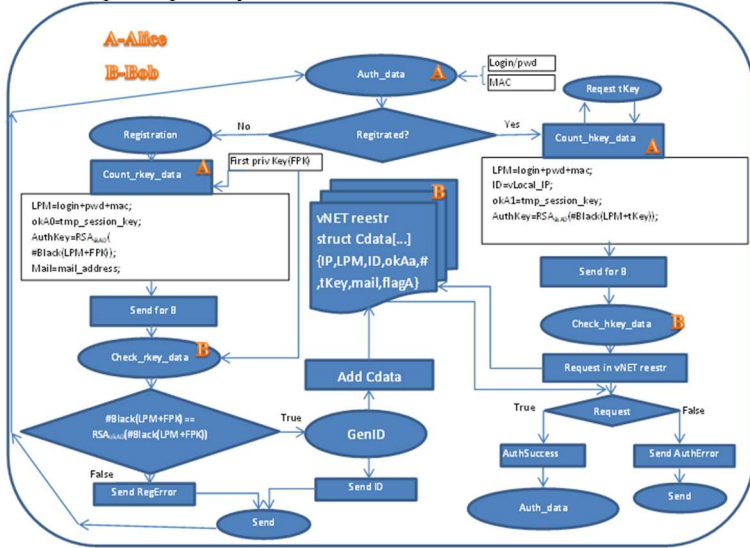 A-Alice
B-Bob
Auth_data
A
Login/pwd
MAC
Regitrated?
No
Yes
Registration
Reqest tKey
Count_rkey_data
A
First priv Key(FPK)
Count_hkey_data
A
LPM=login+pwd+mac;
okA0=tmp_session_key;
AuthKey=RSAokA0(
#Black(LPM+FPK));
Mail=mail_address;
LPM=login+pwd+mac;
ID=vLocal_IP;
okA1=tmp_session_key;
AuthKey=RSAokA0(#Black(LPM+tKey));
B
vNET reestr
struct Cdata[...]
{IP,LPM,ID,okAa,#
,tKey,mail,flagA}
Send for B
Send for B
Check_rkey_data
B
Check_hkey_data
B
Add Cdata
Request in vNET reestr
#Black(LPM+FPK) ==
RSAokA0(#Black(LPM+FPK))
True
GenID
False
Send RegError
Send ID
Send
Request
True
False
AuthSuccess
Send AuthError
Auth_data
Send